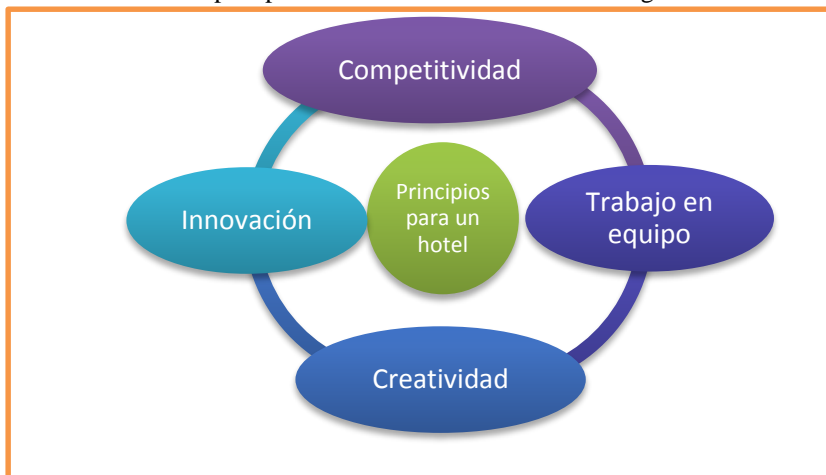 Competitividad
Innovación
Principios
para un
hotel
Trabajo en
equipo
Creatividad